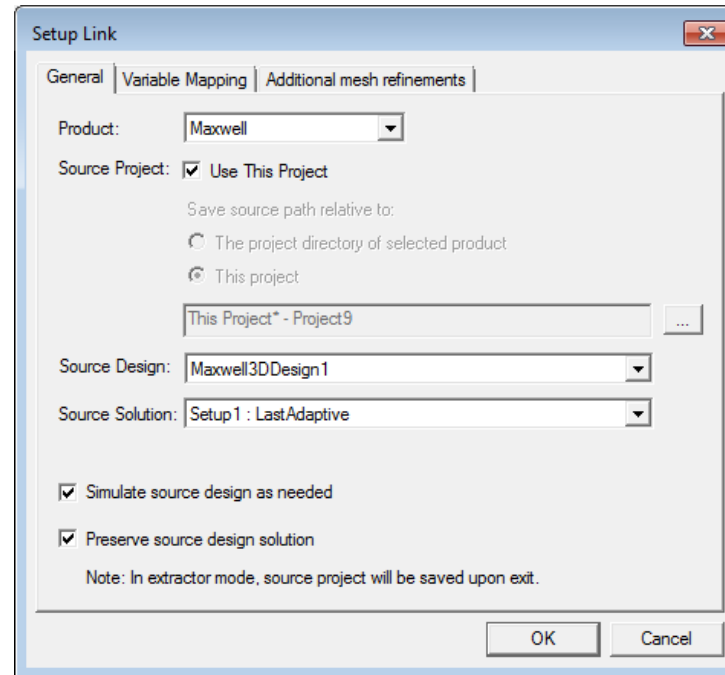 Setup Link
General Variable Mapping Additional mesh refinements
Product: Maxwell
Source Project: Use This Project
Save source path relative to:
The project directory of selected product
This project
This Project* - Project9
...
Source Design: Maxwell3DDesign1
Source Solution: Setup1 : LastAdaptive
Simulate source design as needed
Preserve source design solution
Note: In extractor mode, source project will be saved upon exit.
OK Cancel